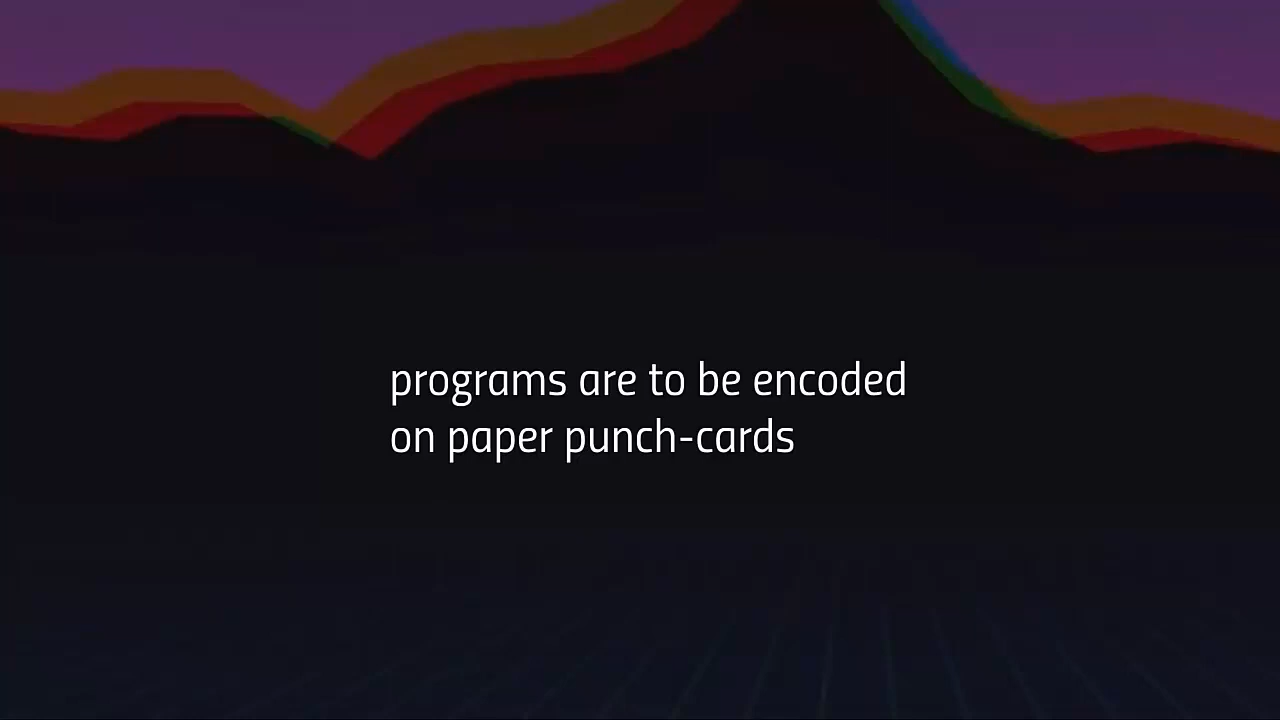 programs are to be encoded
on paper punch-cards